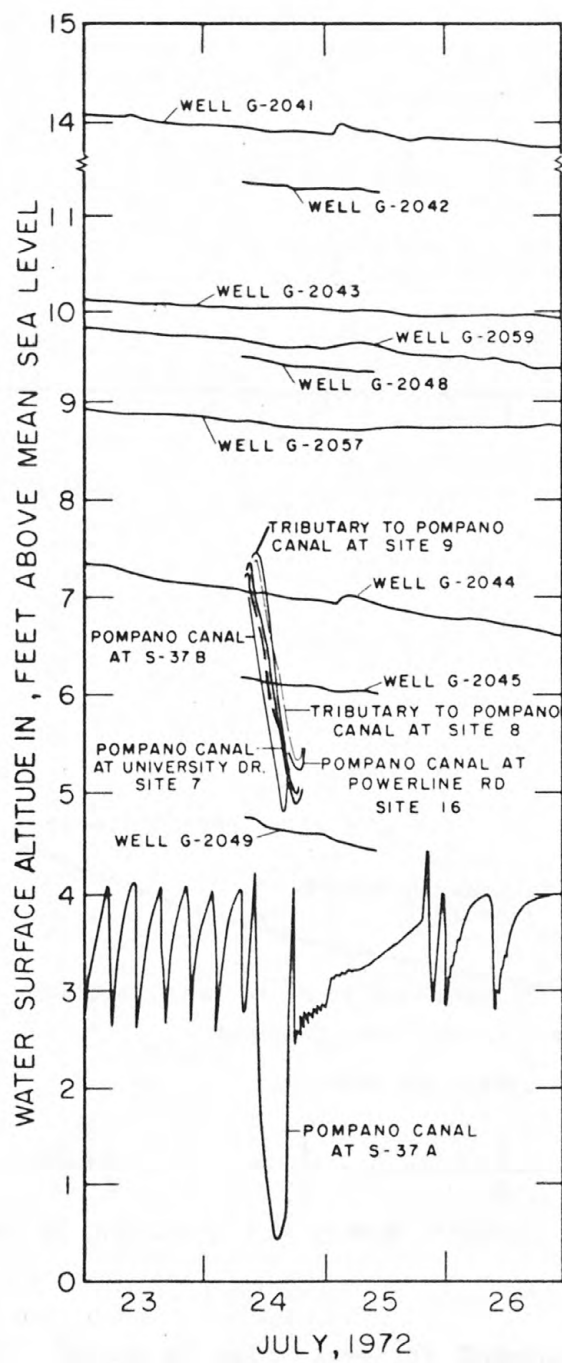 WATER SURFACE ALTITUDE IN , FEET ABOVE MEAN SEA LEVEL
15
14
11
10
9
8
7
6
5
4
3
2
1
0
WELL G-2041
WELL G-2042
WELL G-2043
WELL G-2059
WELL G-2048
WELL G-2057
TRIBUTARY TO POMPANO
CANAL AT SITE 9
WELL G-2044
POMPANO CANAL
AT S-37B
WELL G-2045
TRIBUTARY TO POMPANO
CANAL AT SITE 8
POMPANO CANAL
AT UNIVERSITY DR.
SITE 7
POMPANO CANAL AT
POWERLINE RD
SITE 16
WELL G-2049
POMPANO CANAL
AT S-37A
23
24
25
26
JULY, 1972